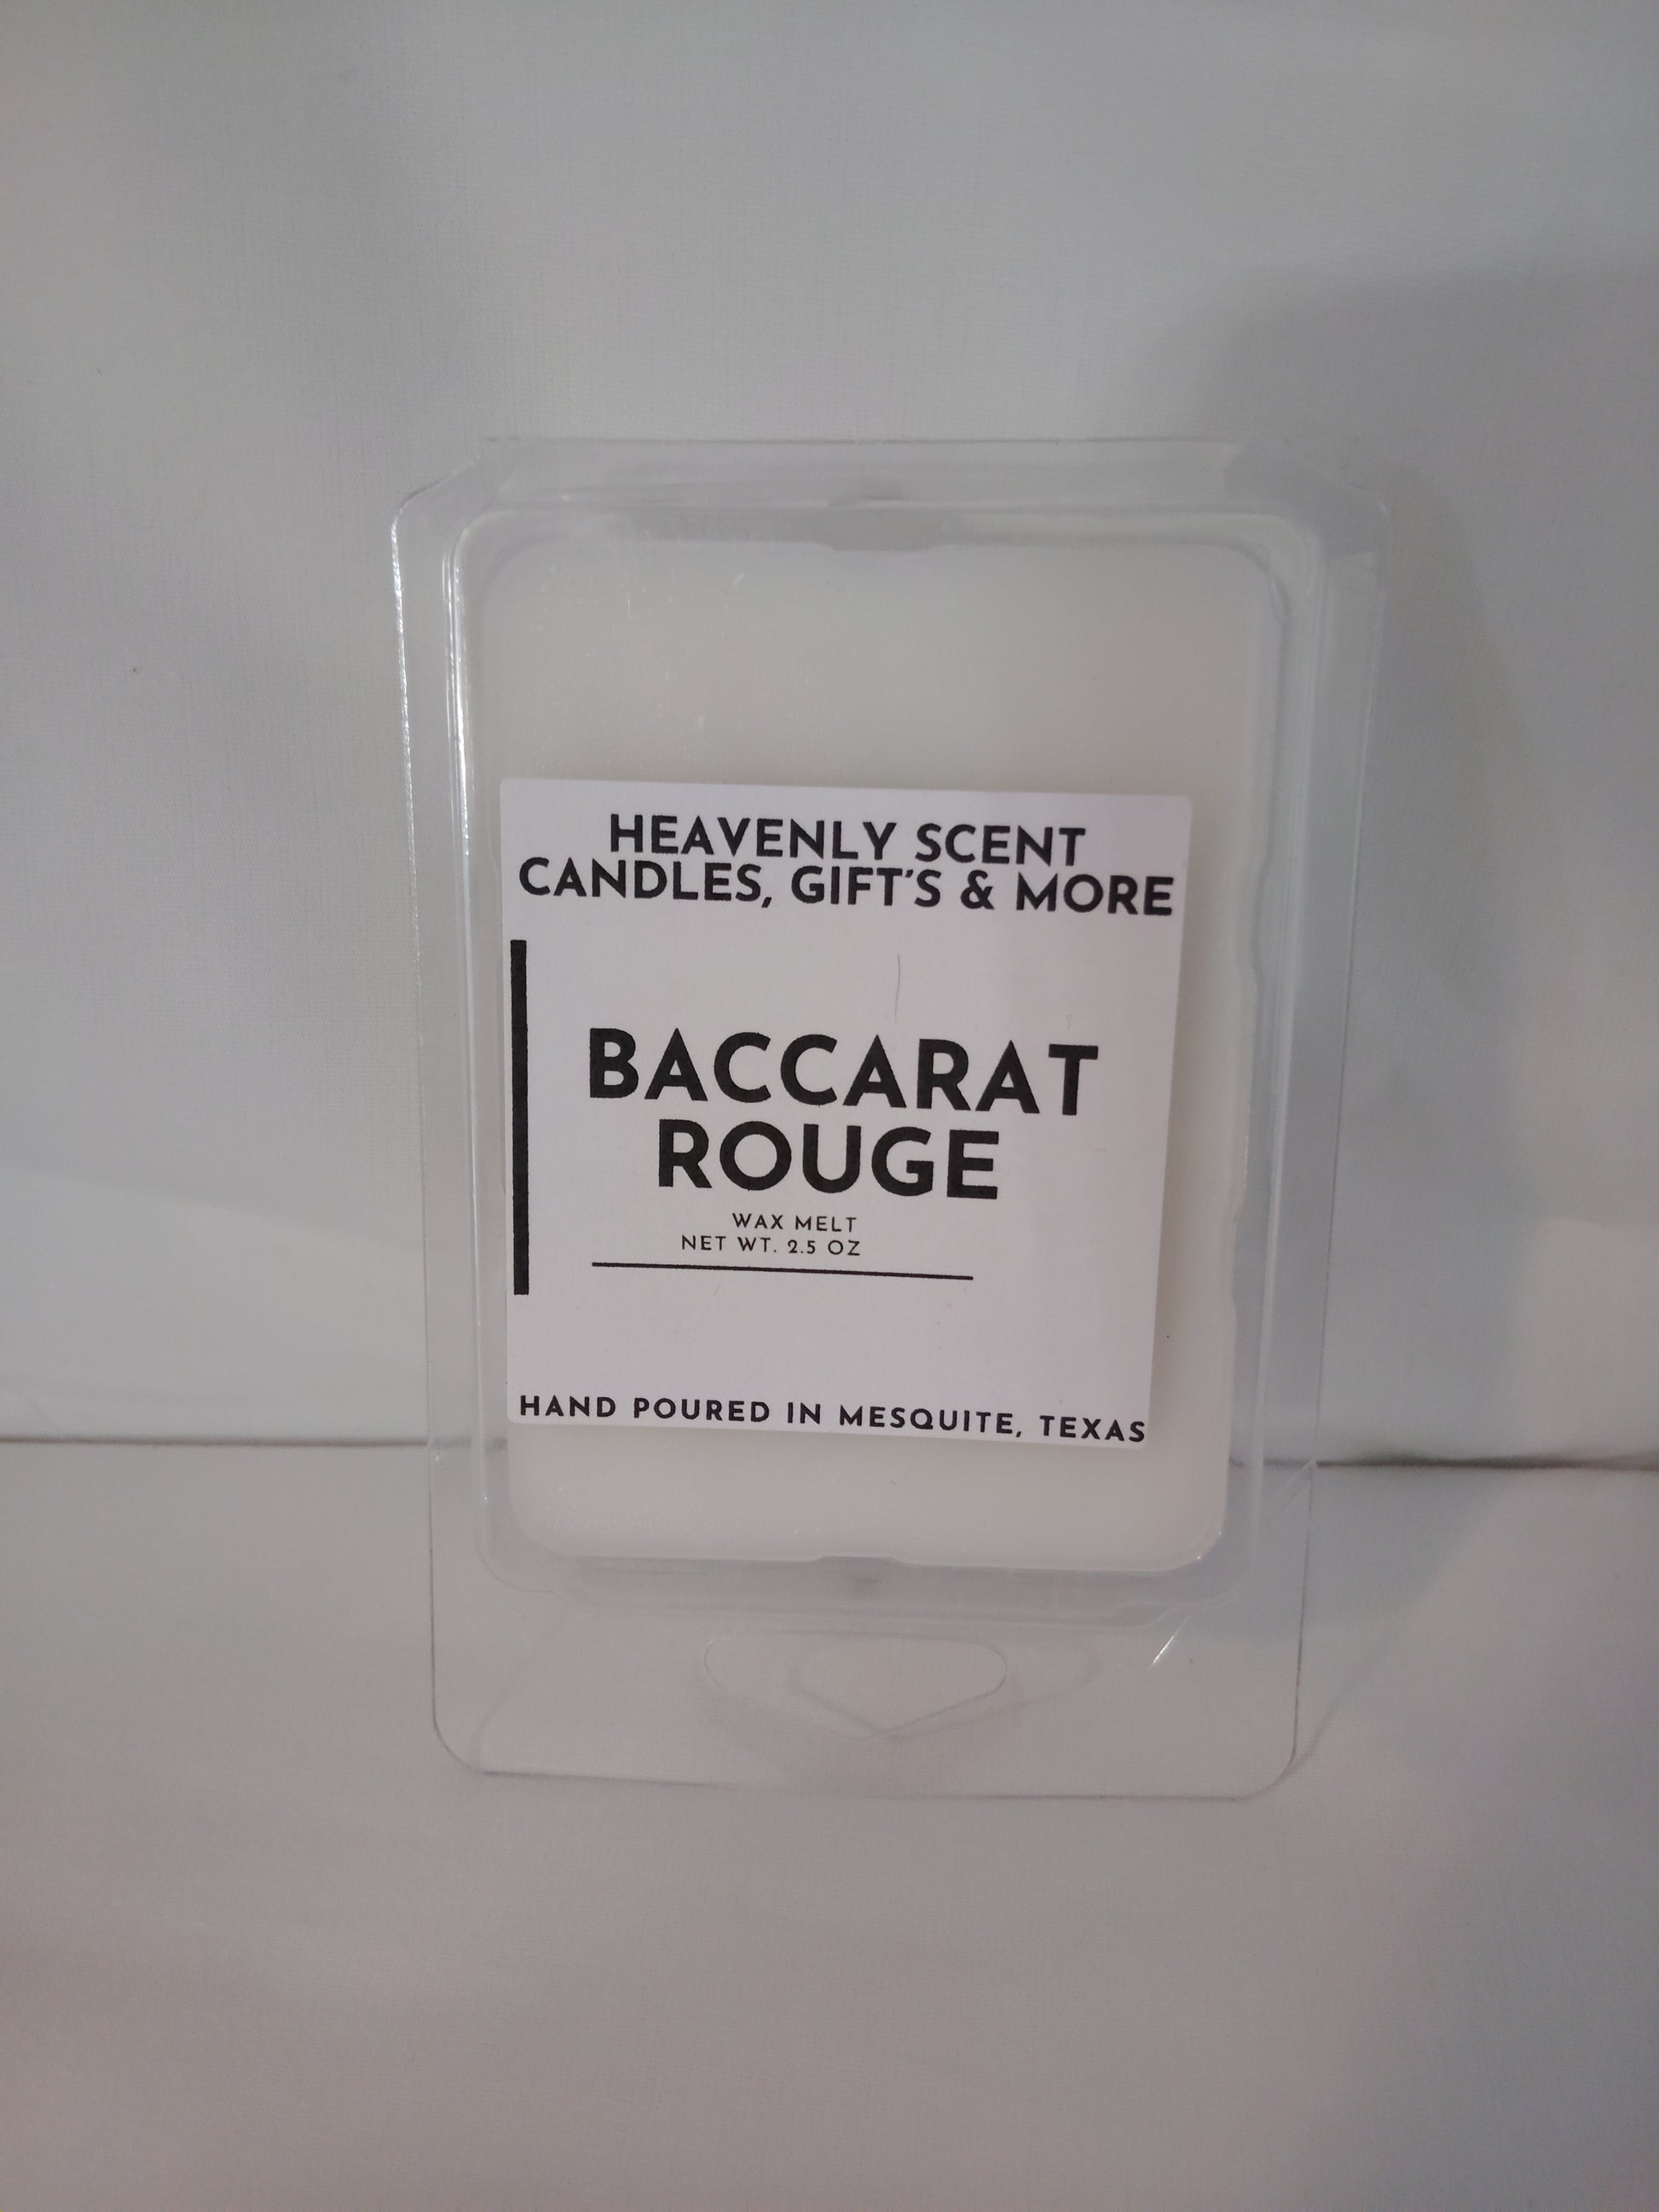 HEAVENLY SCENT
CANDLES, GIFT'S & MORE
BACCARAT
ROUGE
WAX MELT
NET WT. 2.5 OZ
HAND POURED IN MESQUITE, TEXAS